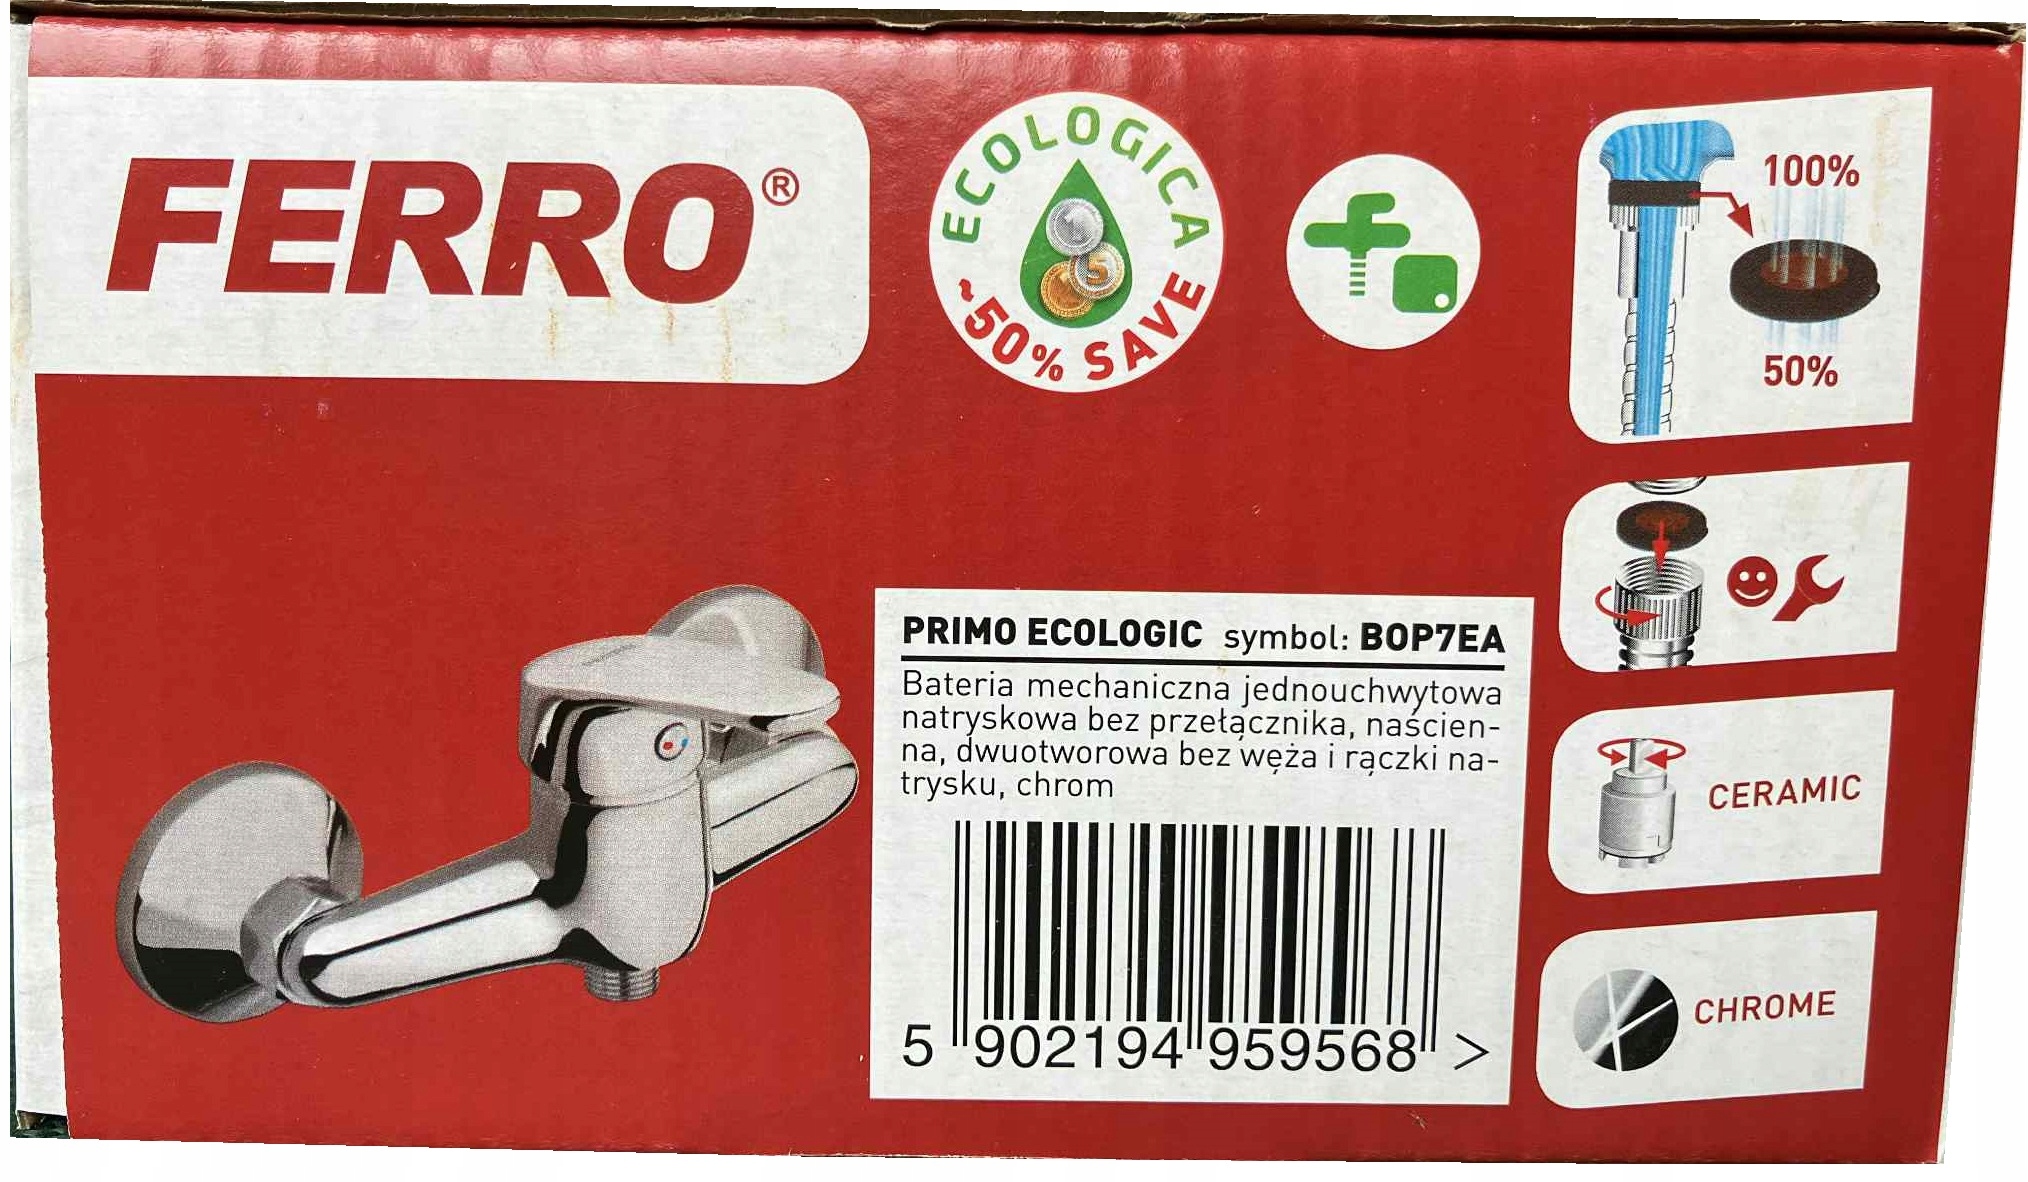 FERRO®
ECOLOGICA
~50% SAVE
100%
50%
PRIMO ECOLOGIC symbol: BOP7EA
Bateria mechaniczna jednouchwytowa
natryskowa bez przełącznika, naścien-
na, dwuotworowa bez węża i rączki na-
trysku, chrom
5 902194 959568 >
CERAMIC
CHROME